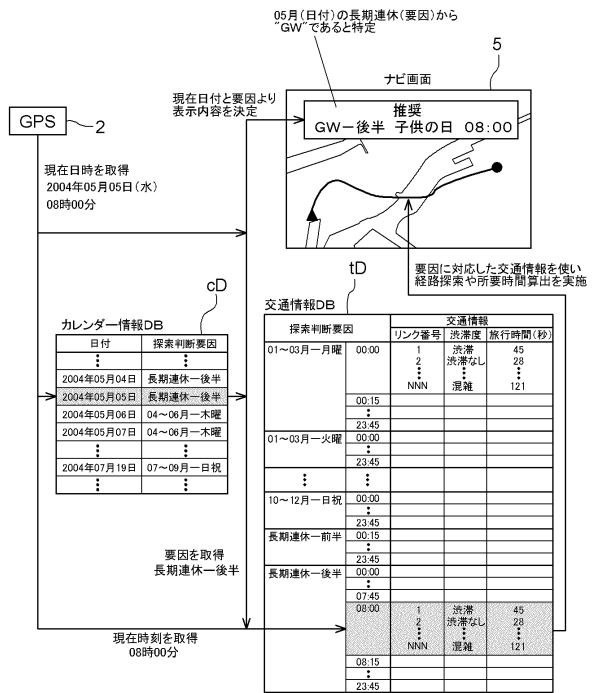 05月(日付)の長期連休(要因)から
"GW"であると特定
5
ナビ画面
現在日付と要因より
表示内容を決定
推奨
GWー後半 子供の日 08:00
GPS
2
現在日時を取得
2004年05月05日(水)
08時00分
要因に対応した交通情報を使い
経路探索や所要時間算出を実施
cD
カレンダー情報DB
日付 探索判断要因
2004年05月04日 長期連休ー後半
2004年05月05日 長期連休ー後半
2004年05月06日 04～06月ー木曜
2004年05月07日 04～06月ー木曜
2004年07月19日 07～09月ー日祝
要因を取得
長期連休ー後半
現在時刻を取得
08時00分
tD
交通情報DB
探索判断要因 交通情報
リンク番号 渋滞度 旅行時間(秒)
01～03月ー月曜 00:00 1 渋滞 45
2 渋滞なし 28
NNN 混雑 121
00:15
23:45
01～03月ー火曜 00:00
23:45
10～12月ー日祝 00:00
23:45
長期連休ー前半 00:15
23:45
長期連休ー後半 00:00
07:45
08:00 1 渋滞 45
2 渋滞なし 28
NNN 混雑 121
08:15
23:45